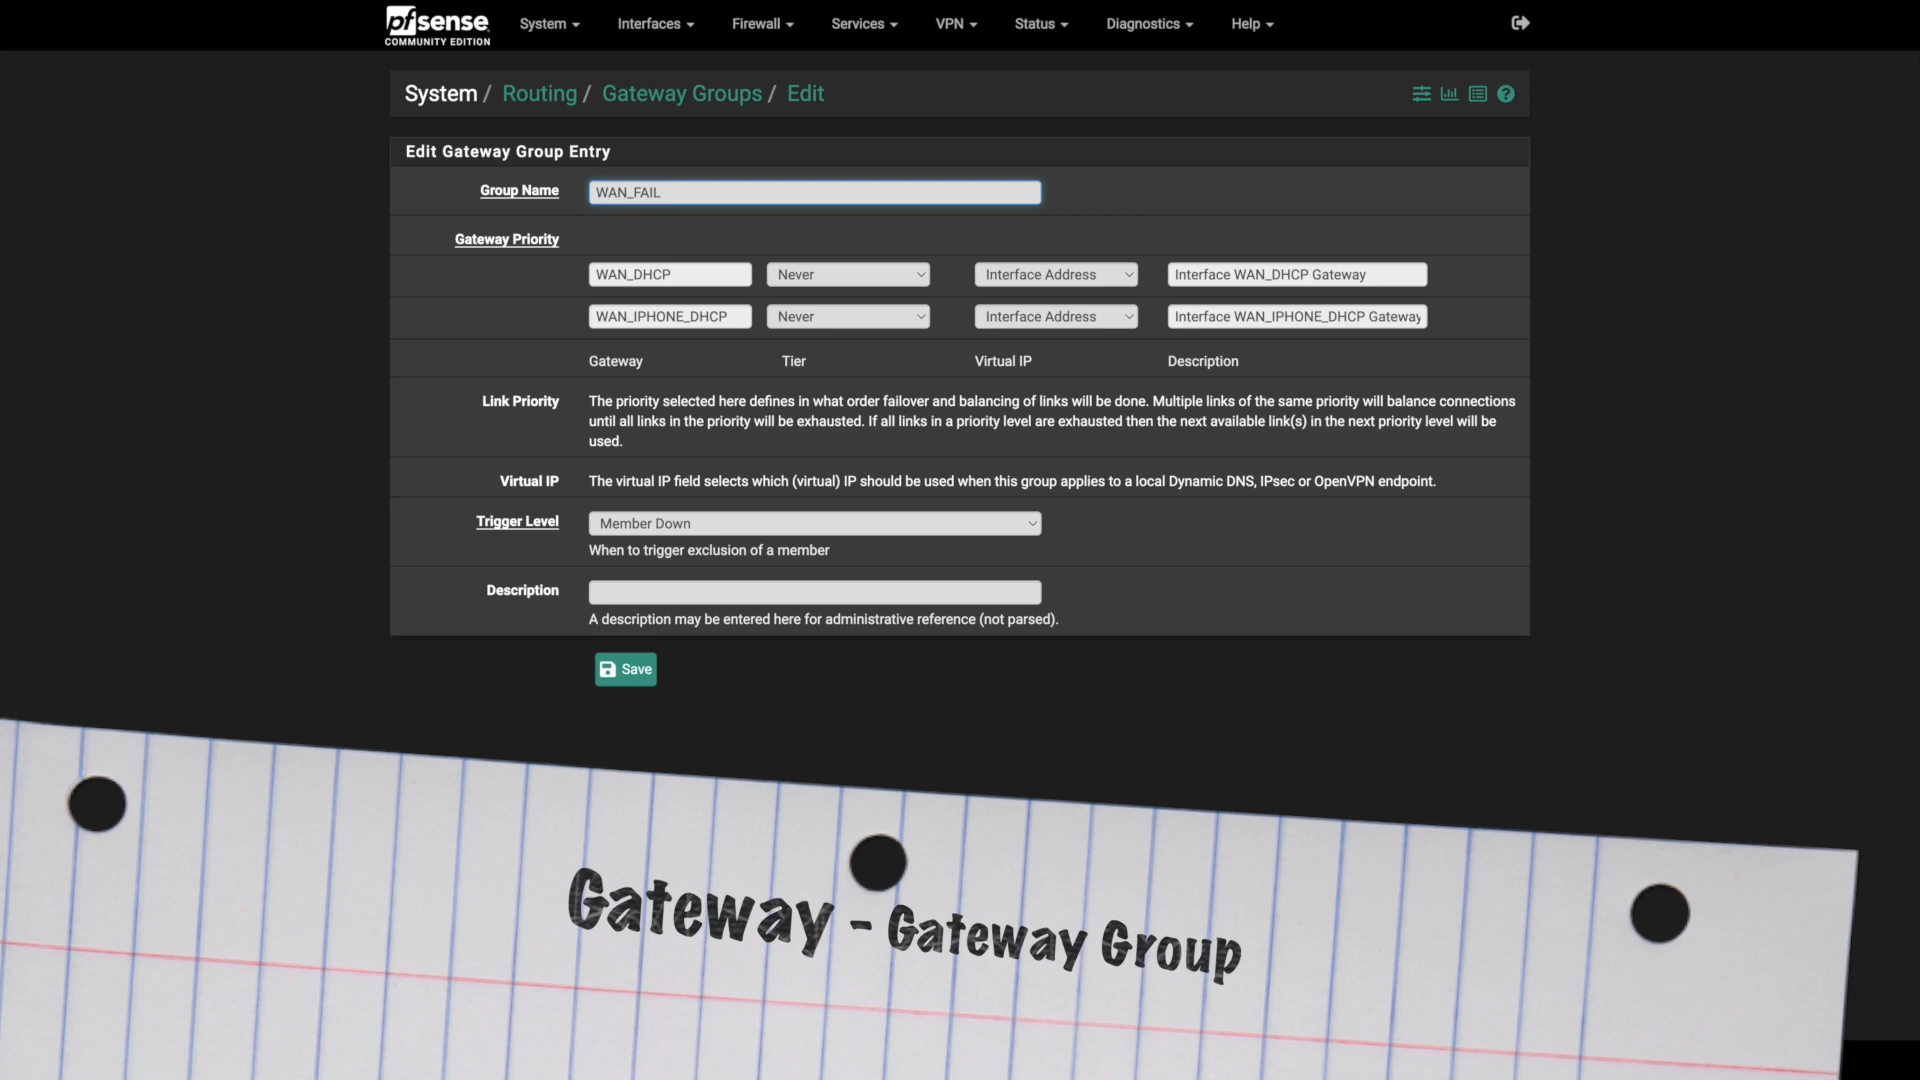 pfsense
COMMUNITY EDITION
System
Interfaces
Firewall
Services
VPN
Status
Diagnostics
Help
System / Routing / Gateway Groups / Edit
Edit Gateway Group Entry
Group Name
WAN_FAIL
Gateway Priority
WAN_DHCP
Never
Interface Address
Interface WAN_DHCP Gateway
WAN_IPHONE_DHCP
Never
Interface Address
Interface WAN_IPHONE_DHCP Gateway
Gateway
Tier
Virtual IP
Description
Link Priority
The priority selected here defines in what order failover and balancing of links will be done. Multiple links of the same priority will balance connections
until all links in the priority will be exhausted. If all links in a priority level are exhausted then the next available link(s) in the next priority level will be
used.
Virtual IP
The virtual IP field selects which (virtual) IP should be used when this group applies to a local Dynamic DNS, IPsec or OpenVPN endpoint.
Trigger Level
Member Down
When to trigger exclusion of a member
Description
A description may be entered here for administrative reference (not parsed).
Save
Gateway - Gateway Group